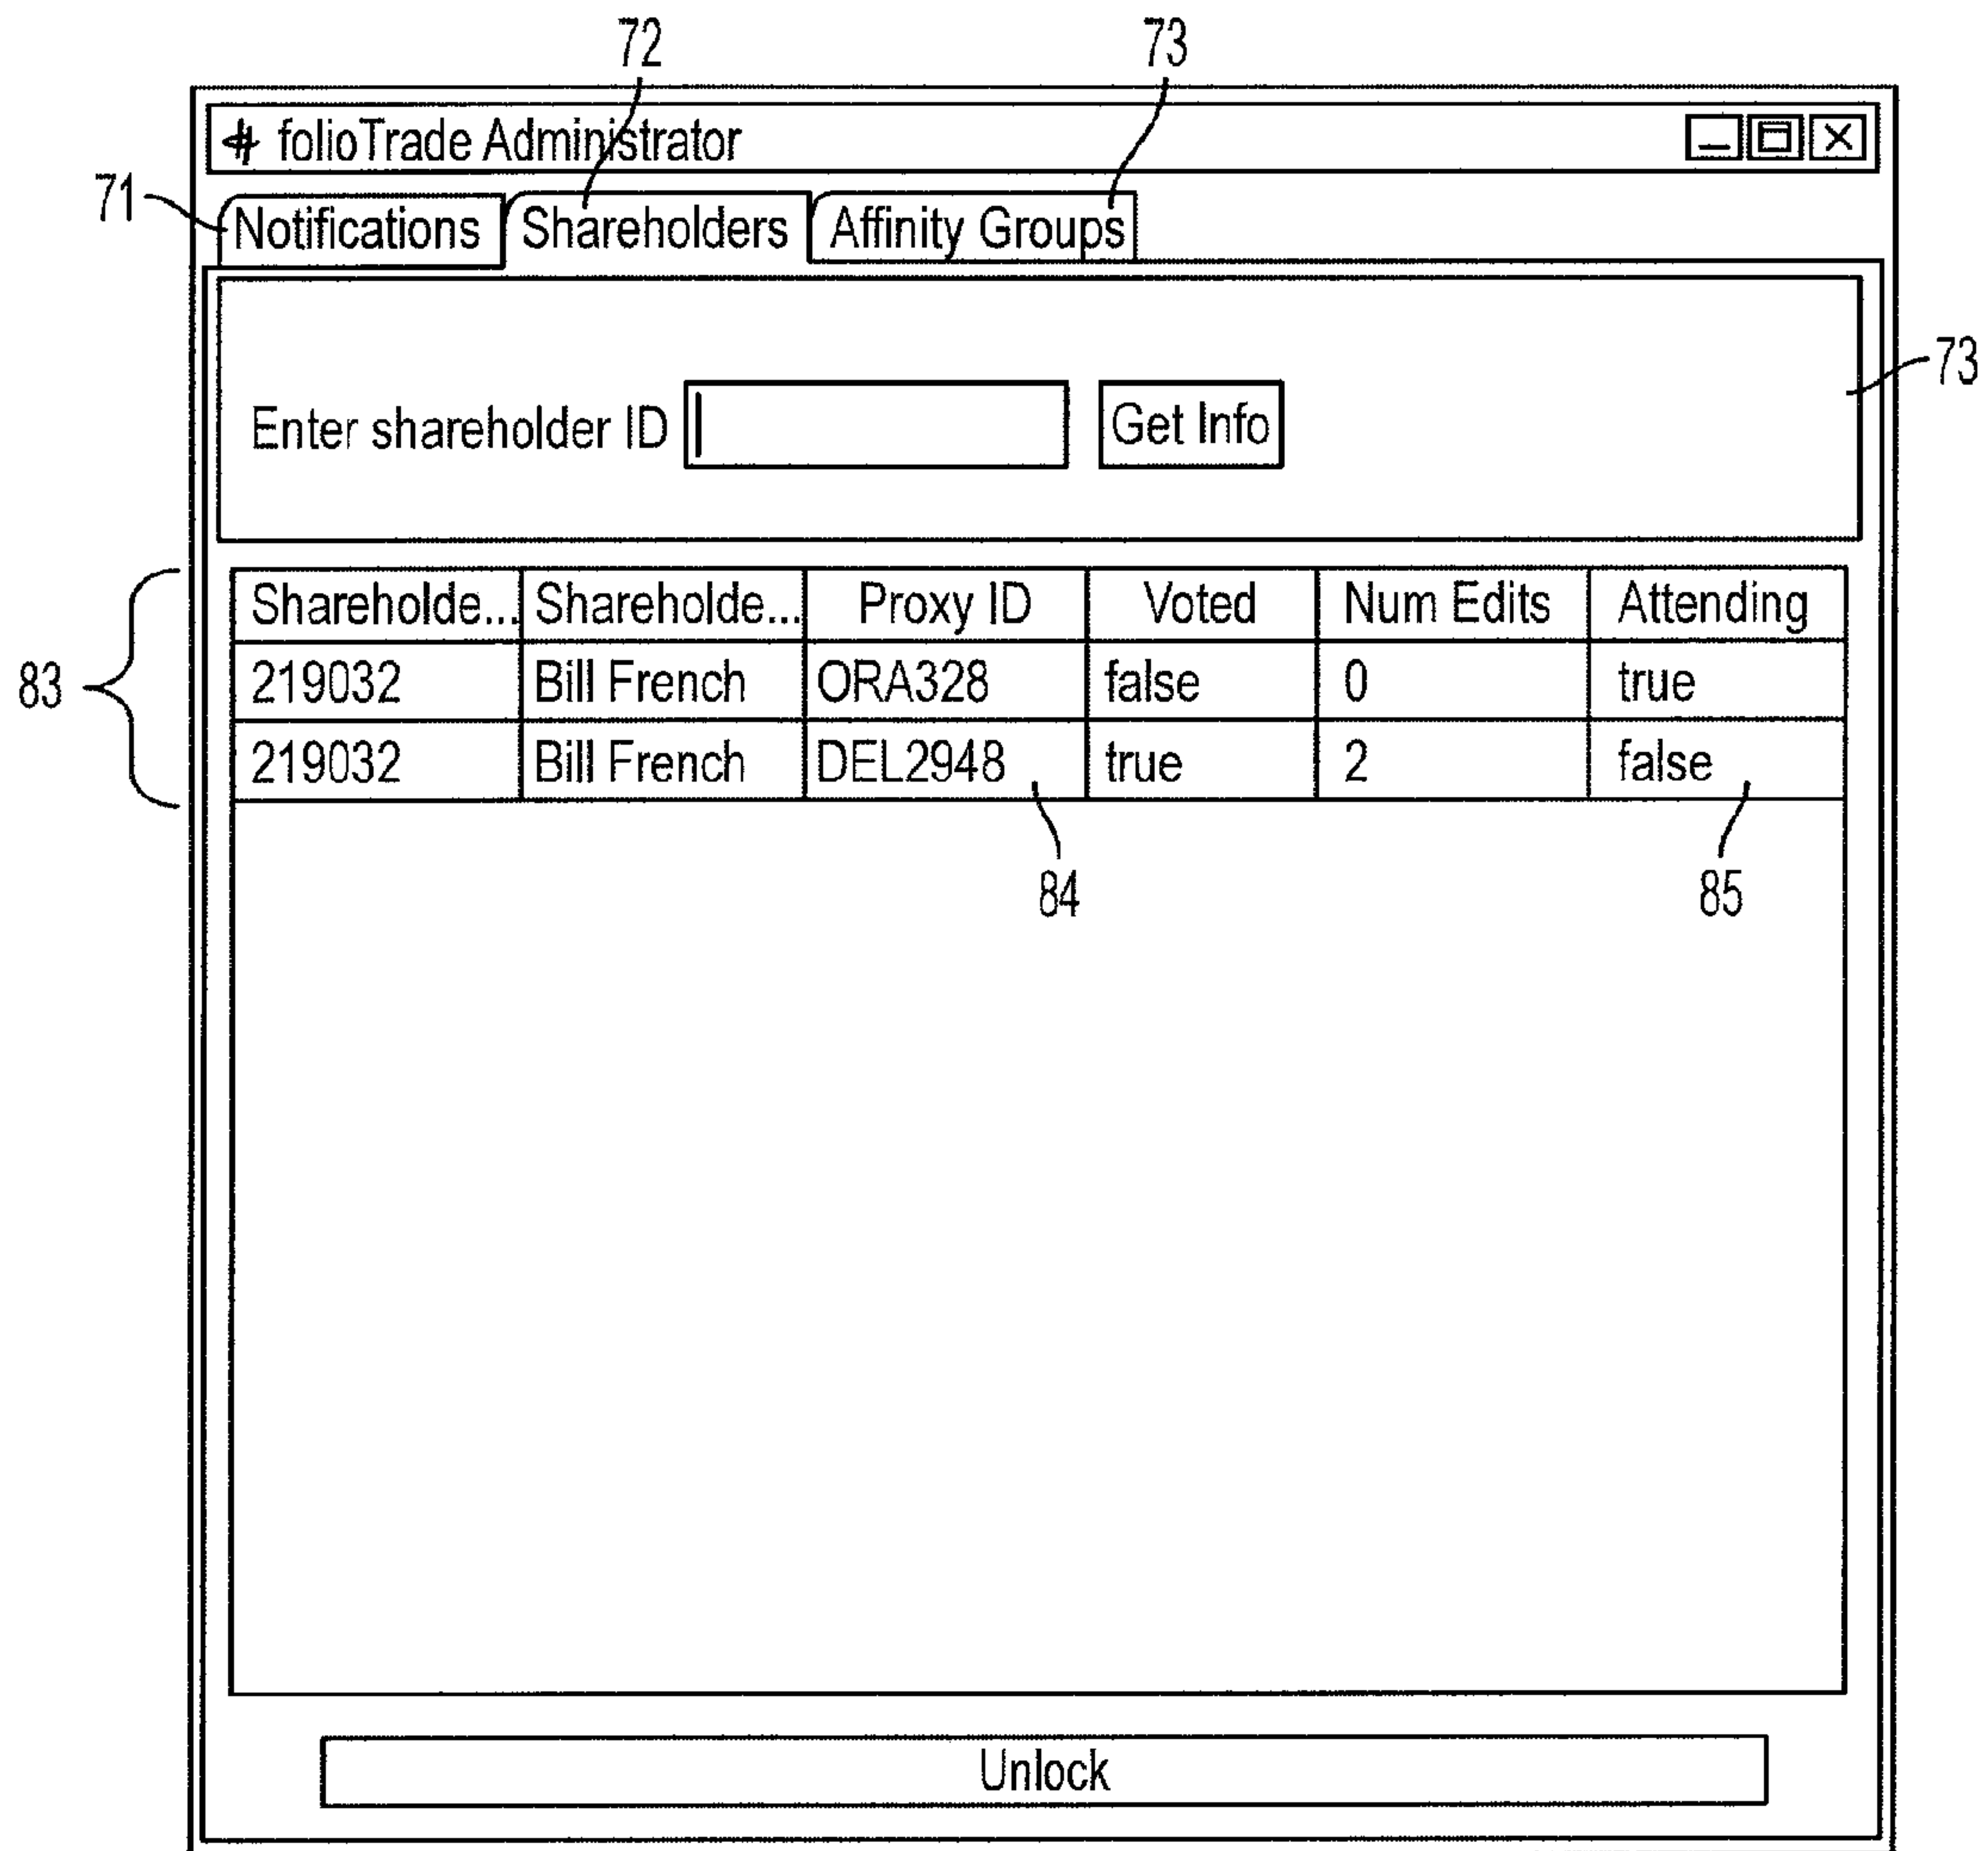 72 73
# folioTrade Administrator
71
Notifications Shareholders Affinity Groups
73
Enter shareholder ID Get Info
Shareholde... Shareholde... Proxy ID Voted Num Edits Attending
83
219032 Bill French ORA328 false 0 true
219032 Bill French DEL2948 true 2 false
84 85
Unlock